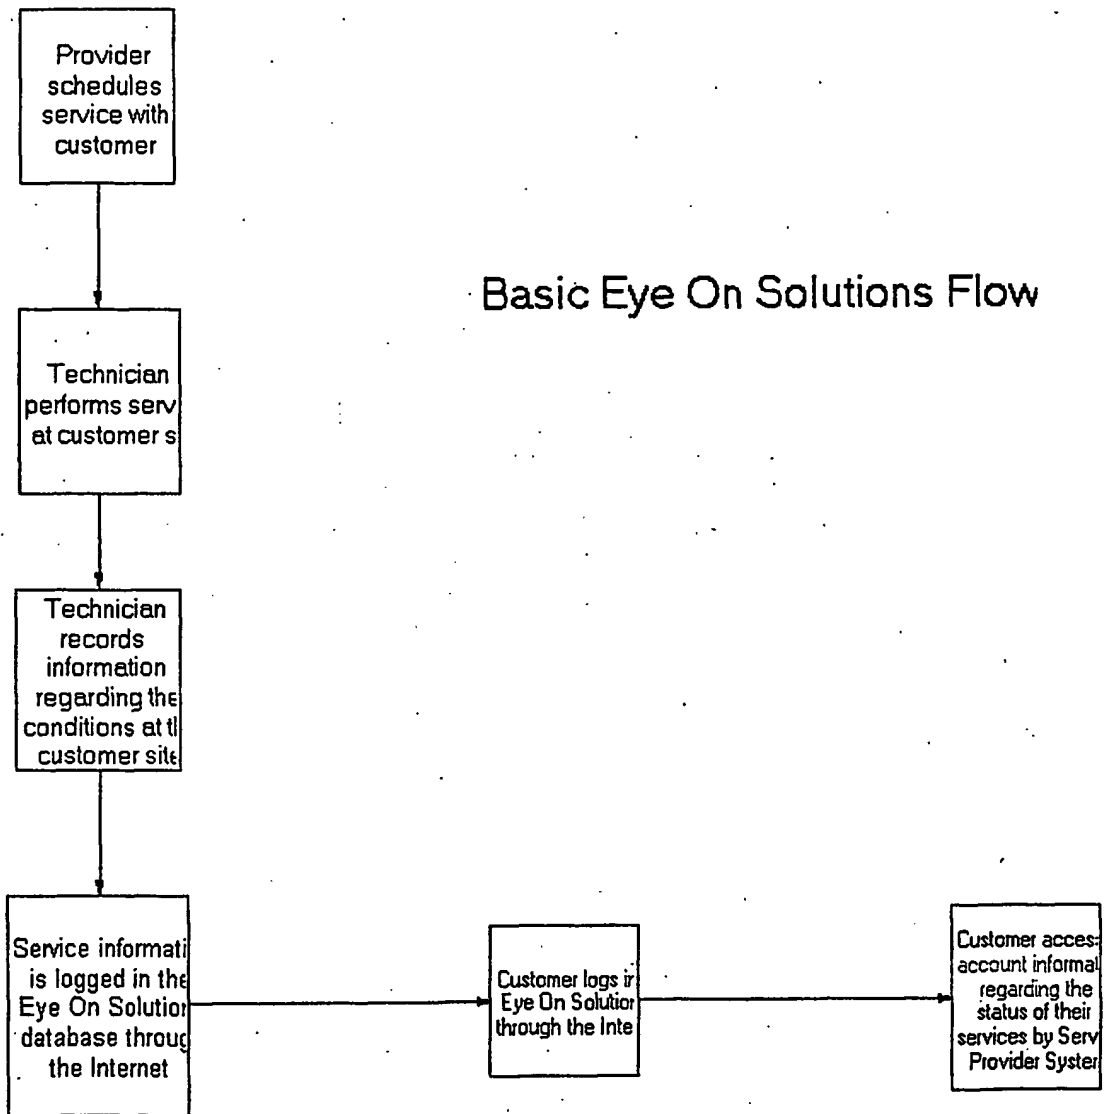 Provider
schedules
service with
customer
Basic Eye On Solutions Flow
Technician
performs serv
at customer s
Technician
records
information
regarding the
conditions at tl
customer site
Service informati
is logged in the
Eye On Solution
database throug
the Internet
Customer logs in
Eye On Solution
through the Inte
Customer acces
account informat
regarding the
status of their
services by Serv
Provider System